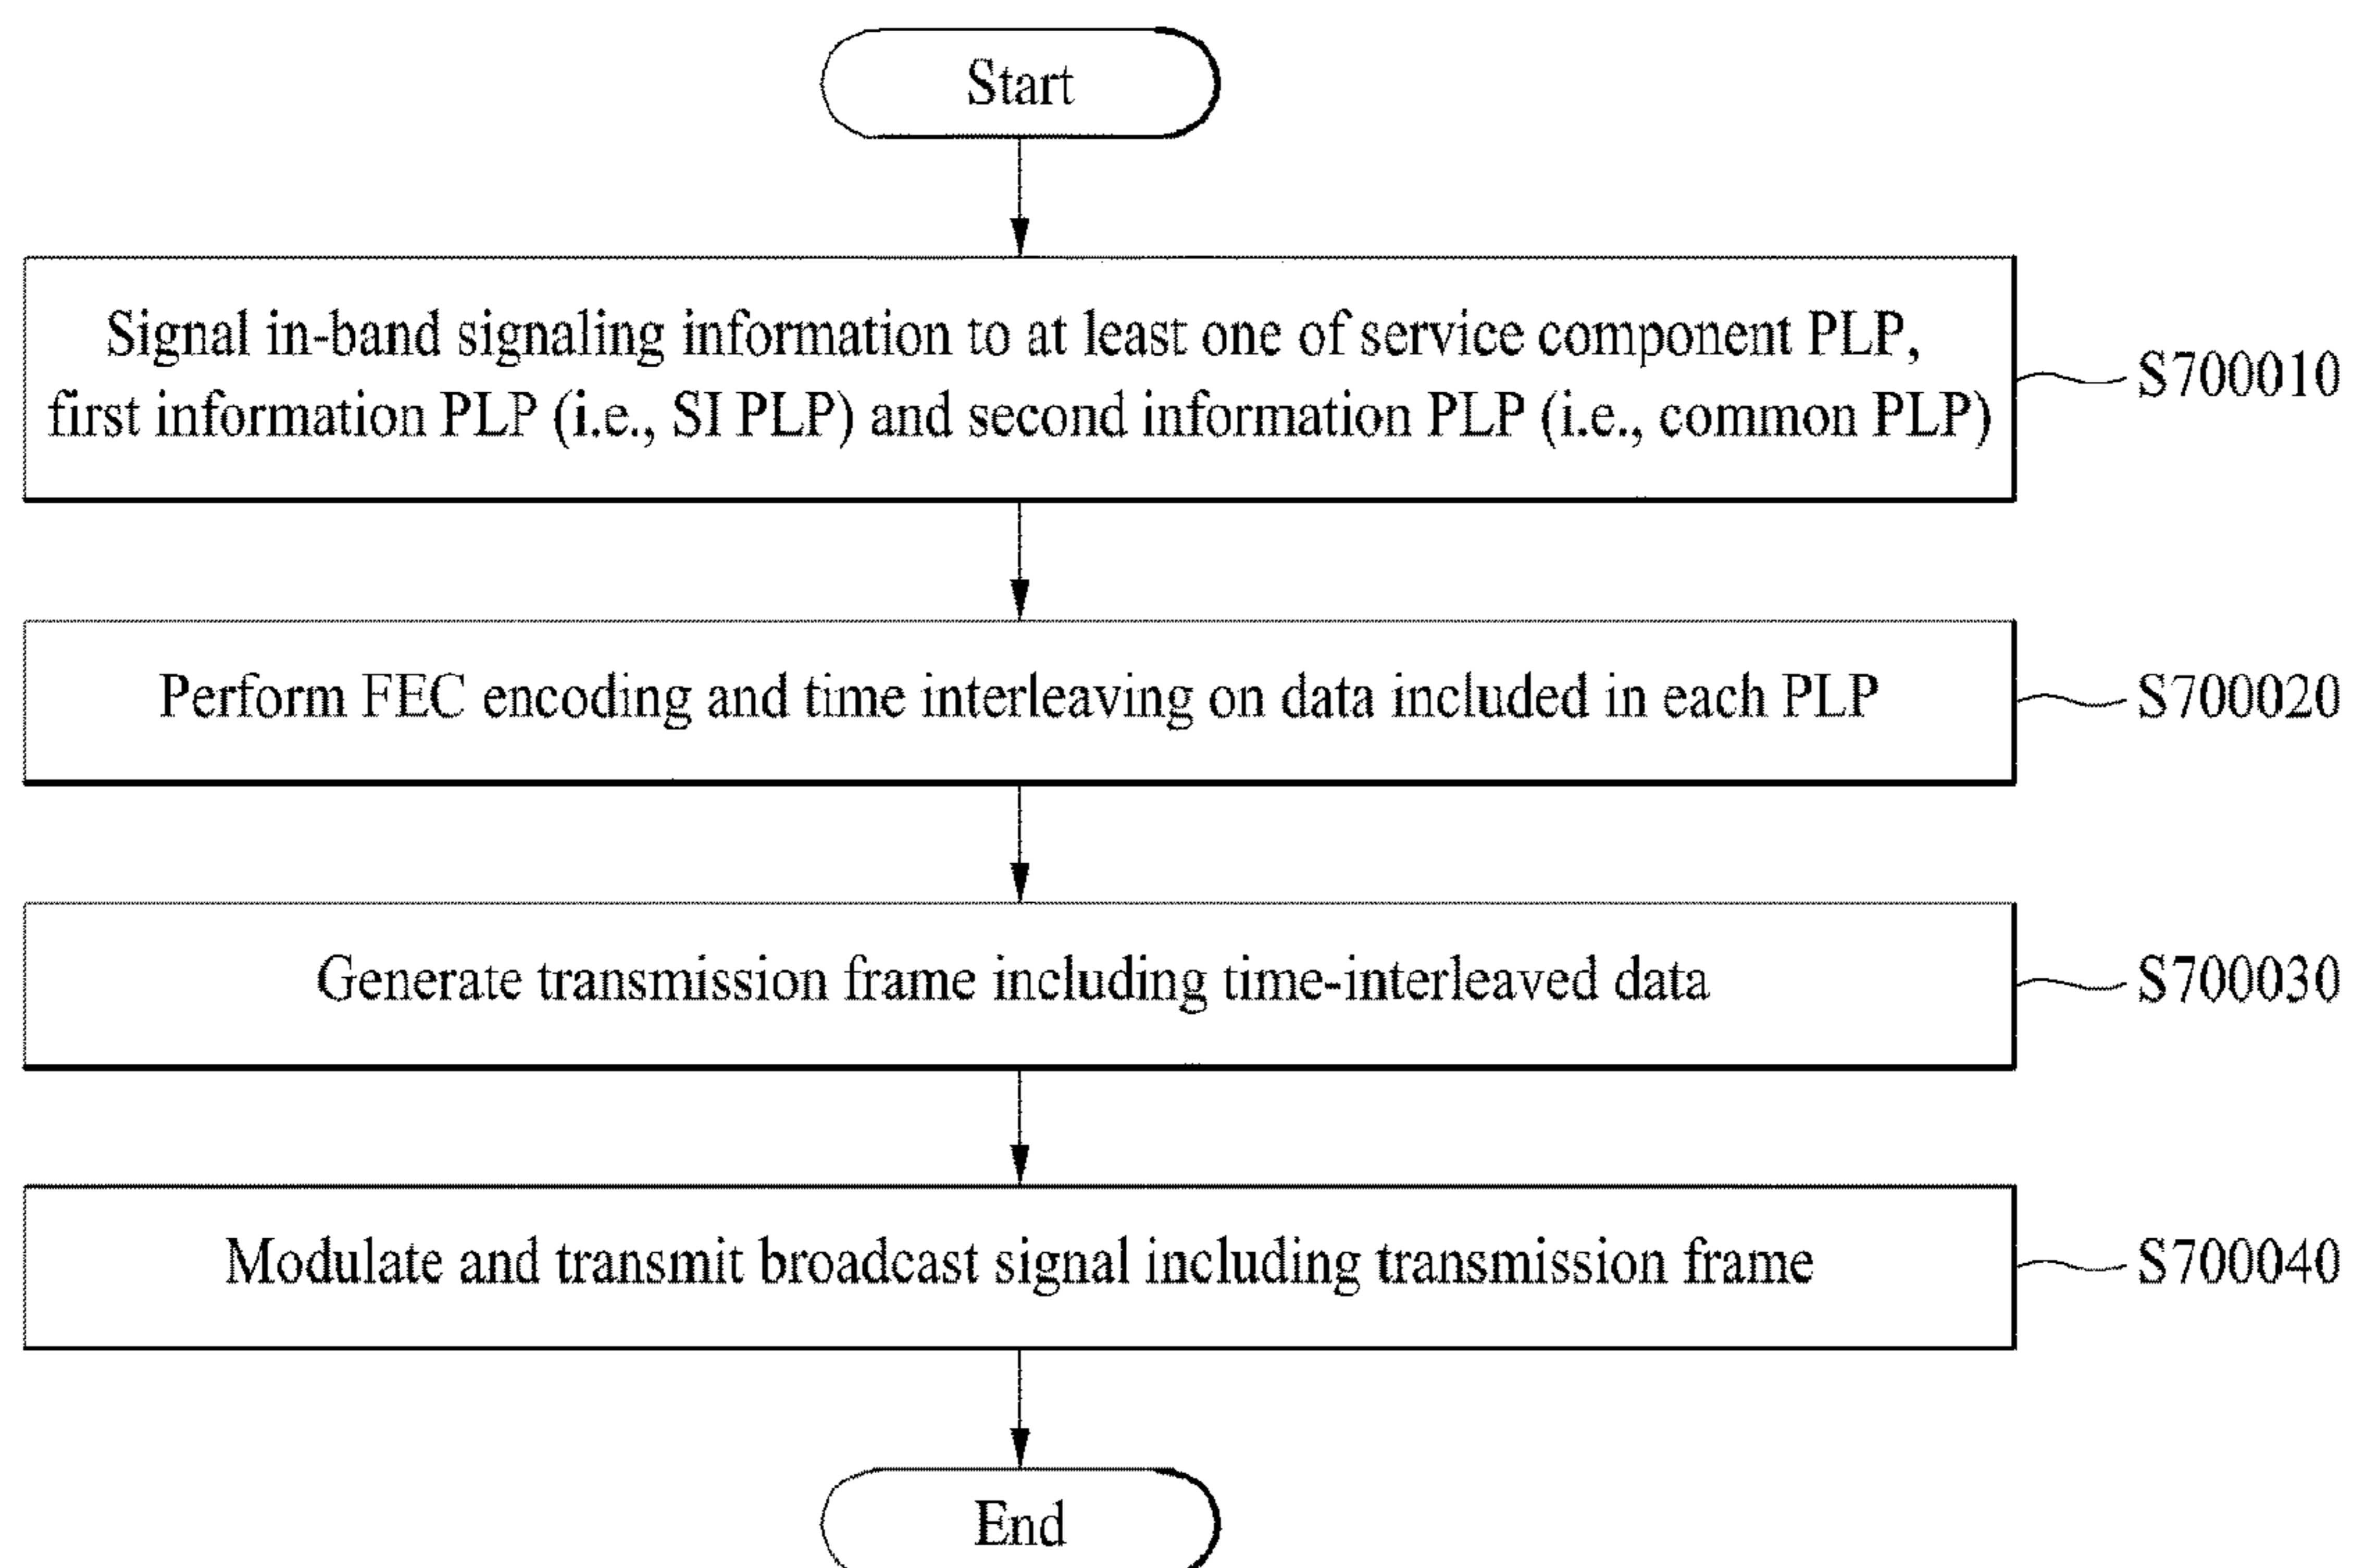 Start
Signal in-band signaling information to at least one of service component PLP,
first information PLP (i.e., SI PLP) and second information PLP (i.e., common PLP)
S700010
Perform FEC encoding and time interleaving on data included in each PLP
S700020
Generate transmission frame including time-interleaved data
S700030
Modulate and transmit broadcast signal including transmission frame
S700040
End